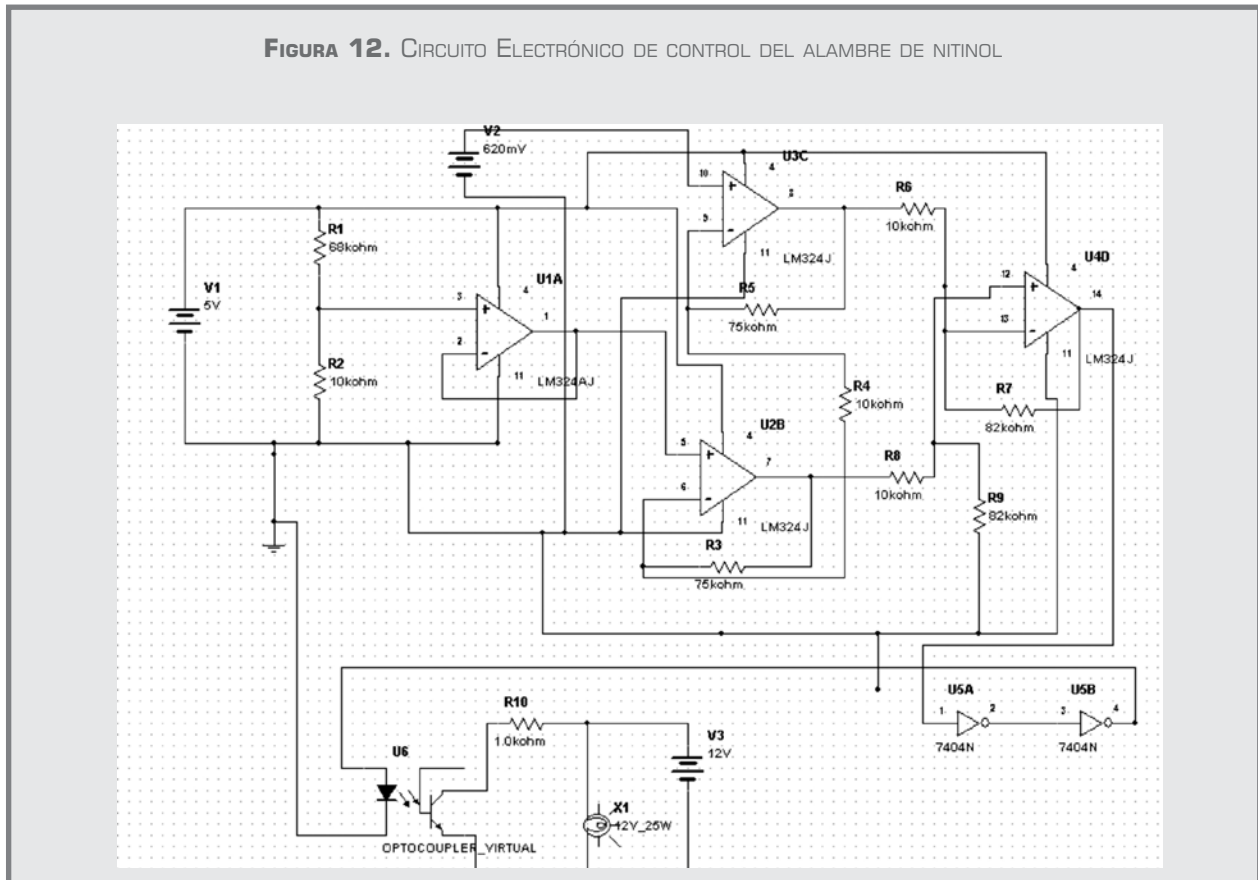 FIGURA 12. CIRCUITO ELECTRÓNICO DE CONTROL DEL ALAMBRE DE NITINOL
V2
620mV
U3C
4
10
8
9
11
LM324J
R6
10kohm
R1
68kohm
V1
5V
U1A
4
3
1
2
11
LM324AJ
R5
75kohm
U4D
4
12
14
13
11
LM324J
R2
10kohm
R4
10kohm
R7
82kohm
U2B
4
5
7
6
11
LM324J
R8
10kohm
R9
82kohm
R3
75kohm
U5A
1
2
7404N
U5B
3
4
7404N
R10
1.0kohm
V3
12V
U6
OPTOCOUPLER_VIRTUAL
X1
12V_25W